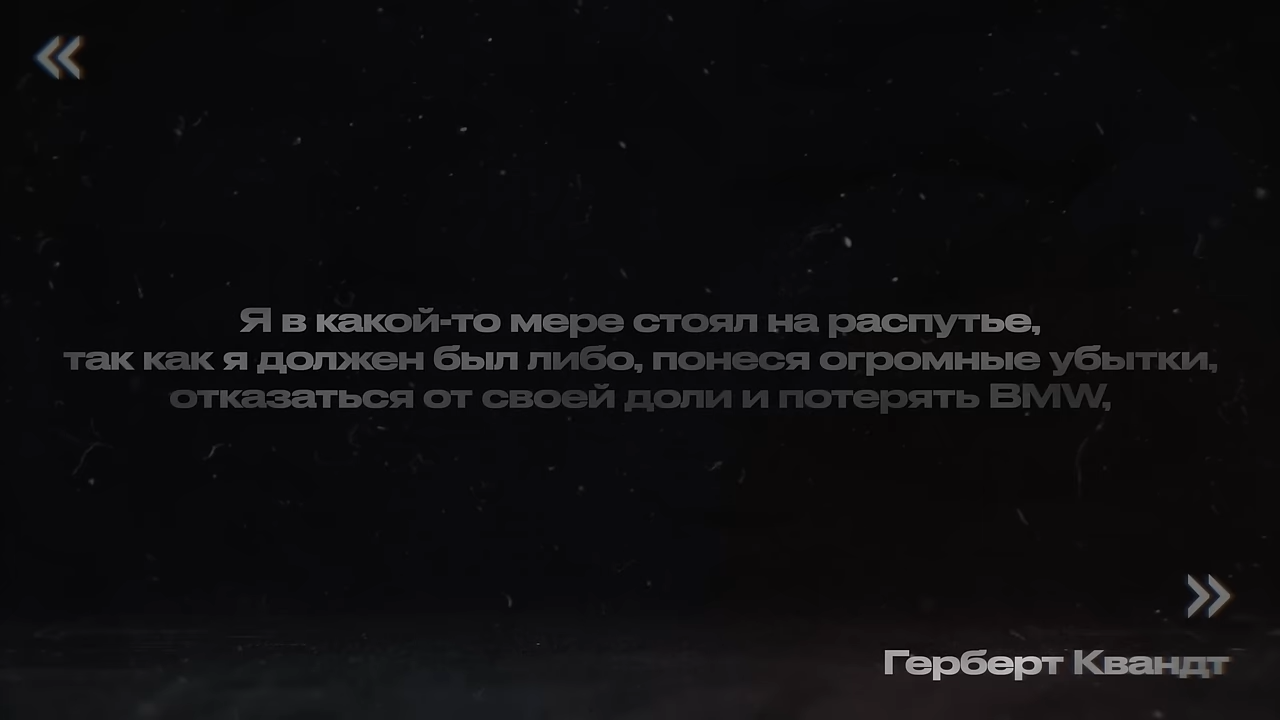 «
Я в какой-то мере стоял на распутье,
так как я должен был либо, понеся огромные убытки,
отказаться от своей доли и потерять BMW,
»
Герберт Квандт